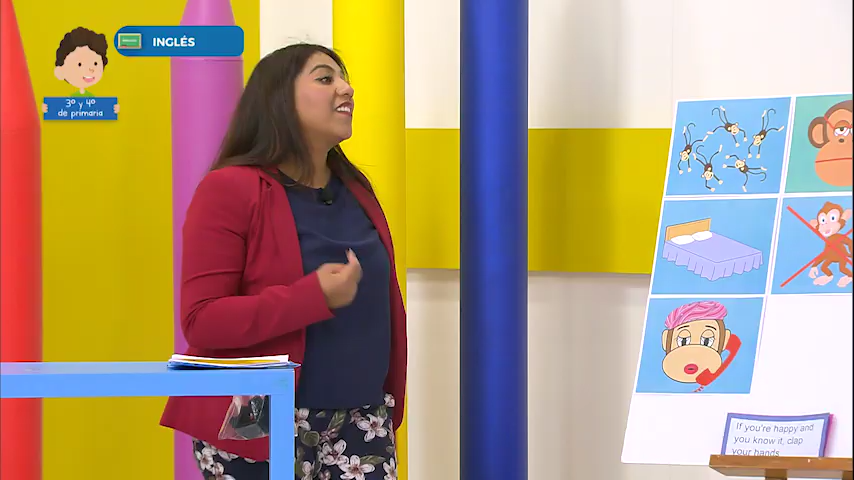 INGLÉS
3º y 4º
de primaria
If you're happy and
you know it, clap
your hands